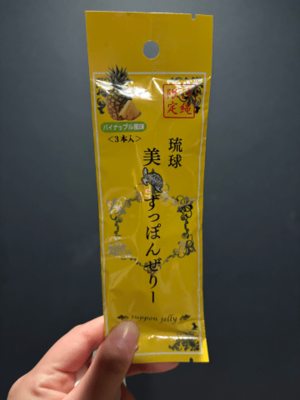 パイナップル風味
<3本入>
沖縄
限定
琉球
美 すっぽんぜりー
suppon jelly